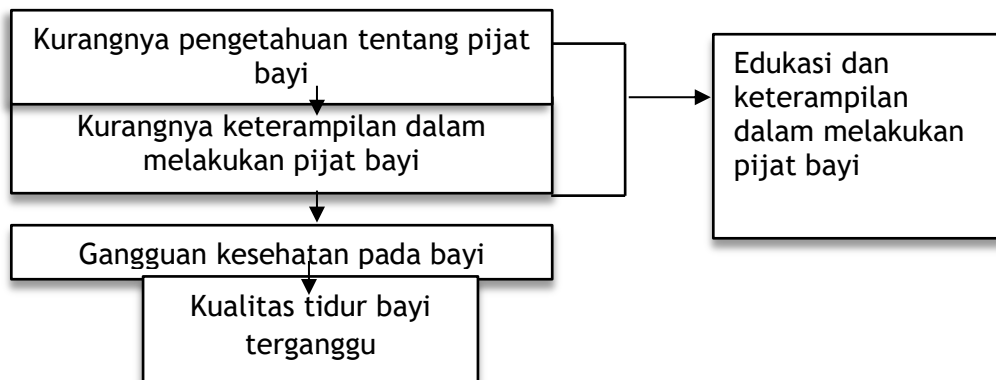 Kurangnya pengetahuan tentang pijat
bayi
Kurangnya keterampilan dalam
melakukan pijat bayi
Gangguan kesehatan pada bayi
Kualitas tidur bayi
terganggu
Edukasi dan
keterampilan
dalam melakukan
pijat bayi